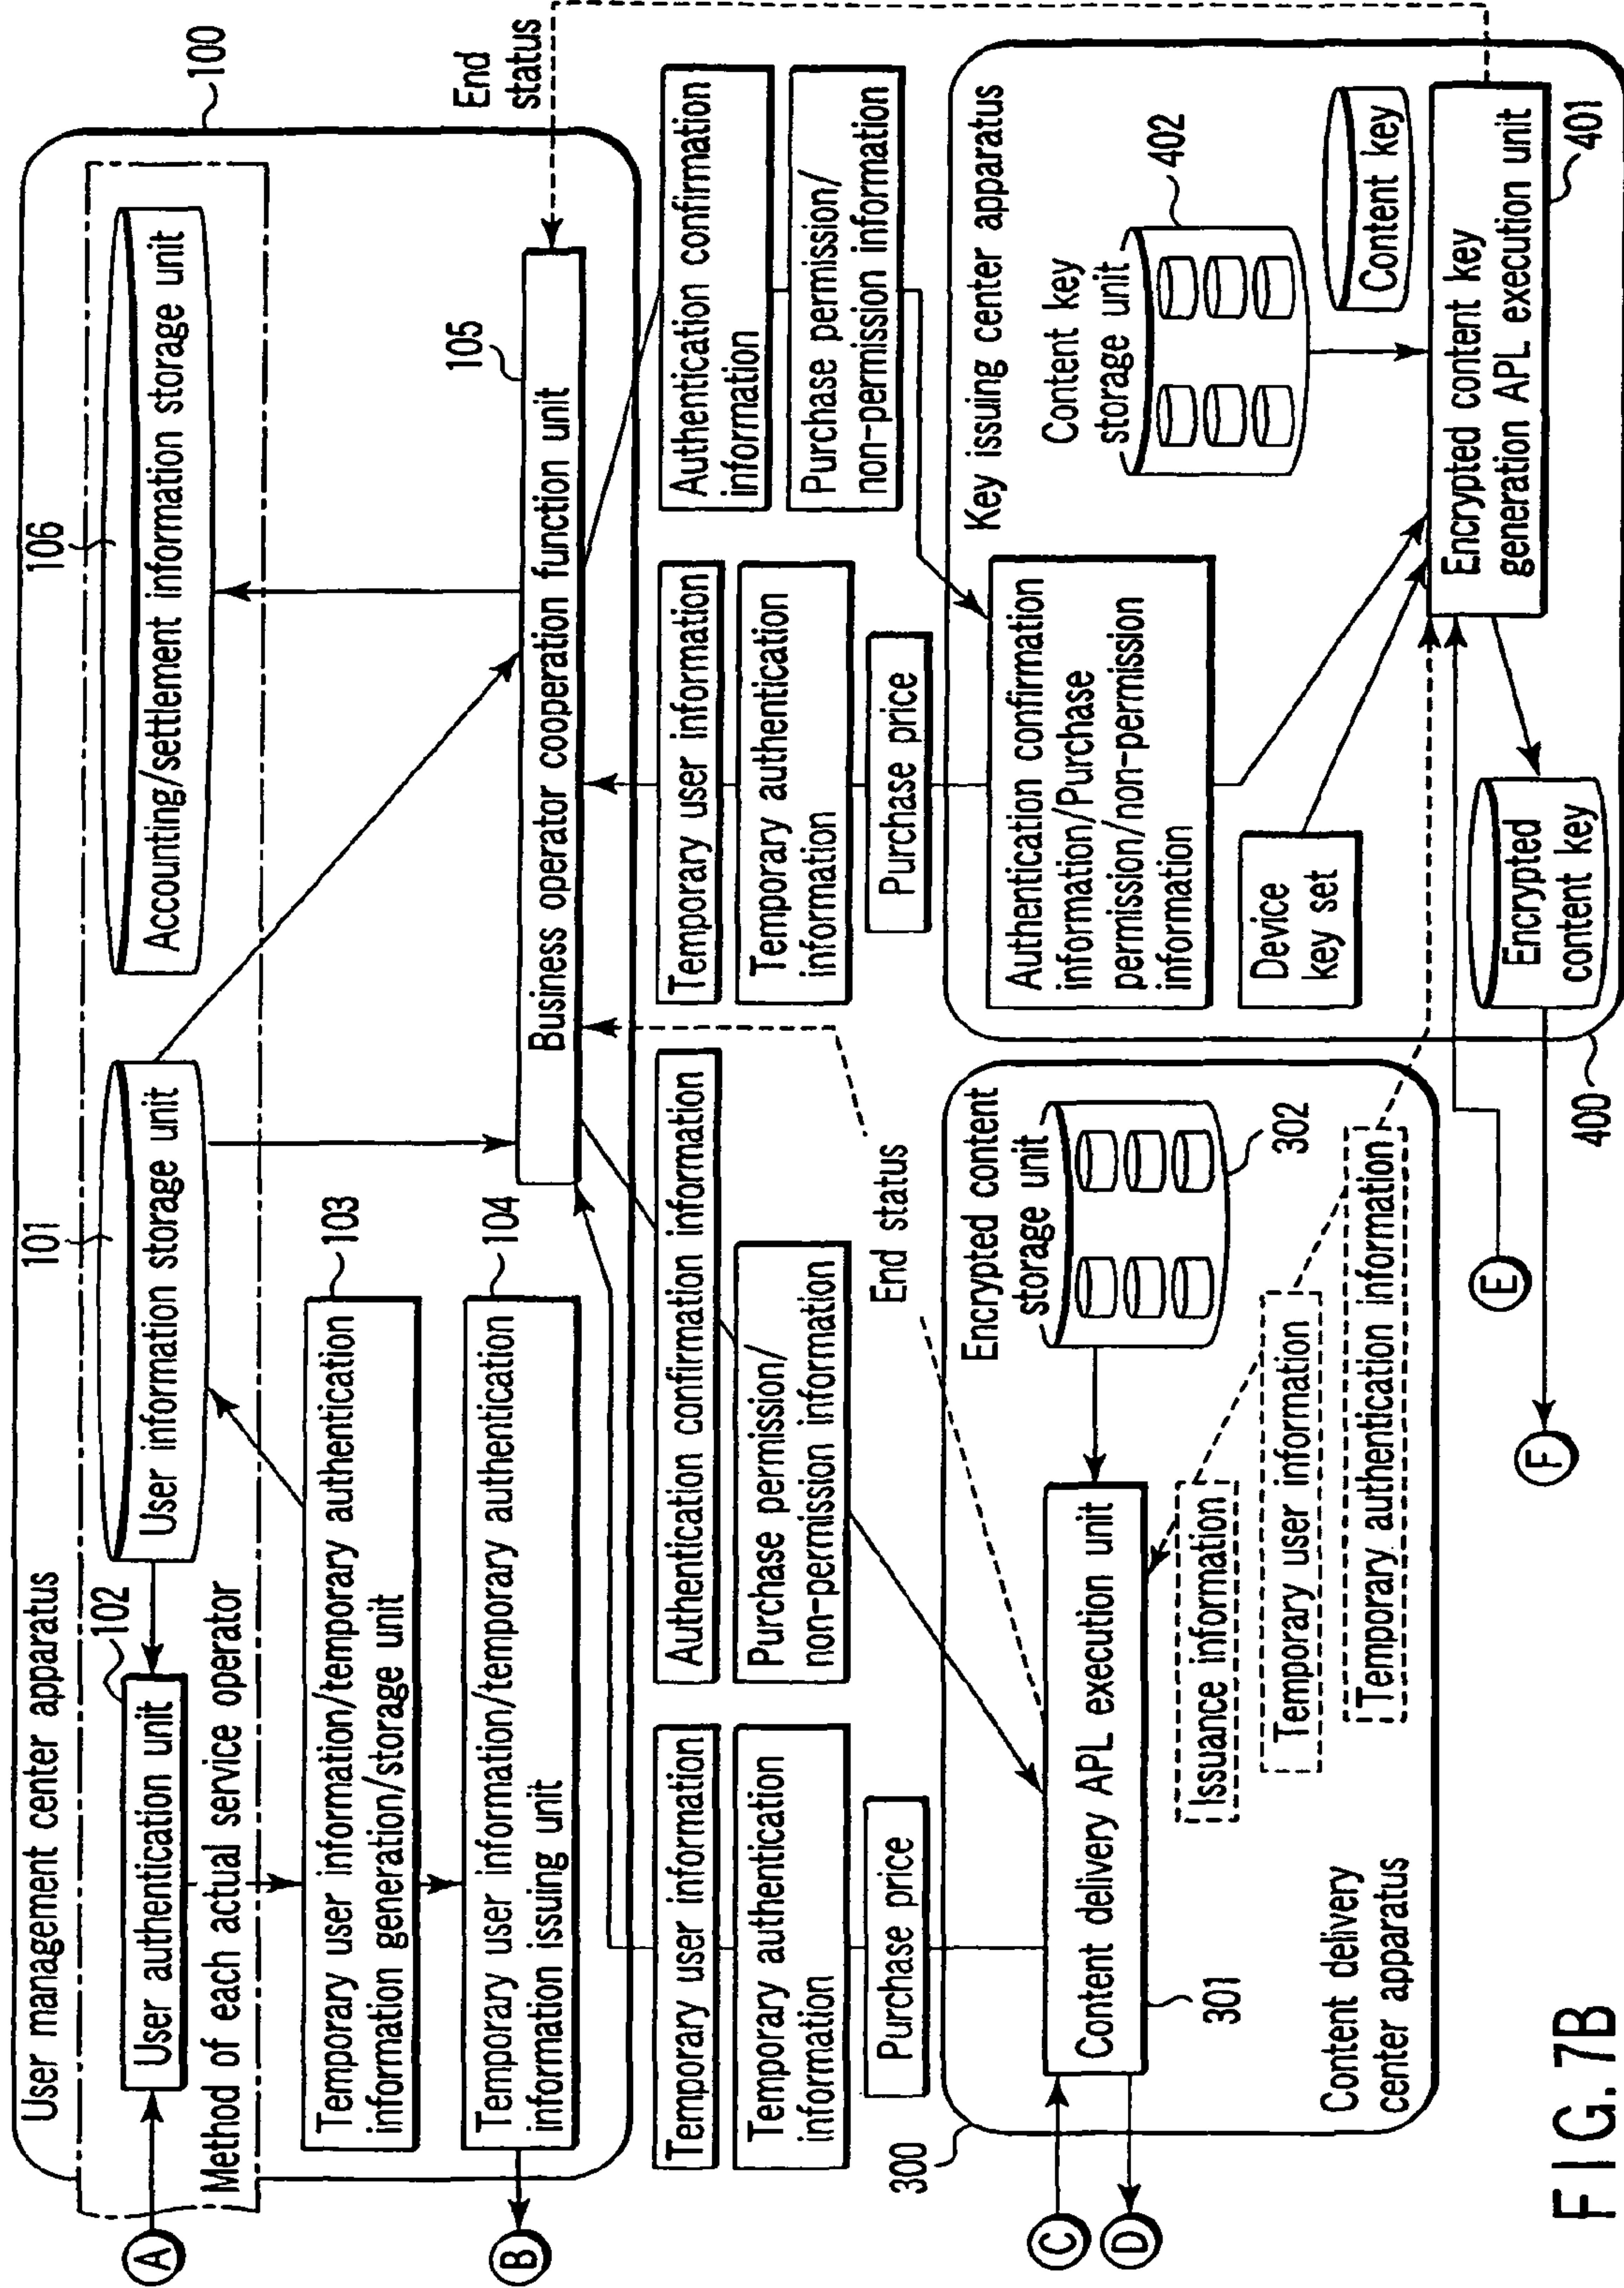 User management center apparatus
100
101
106
User authentication unit
102
User information storage unit
Accounting/settlement information storage unit
Method of each actual service operator
A
Temporary user information/temporary authentication
information generation/storage unit
103
Temporary user information/temporary authentication
information issuing unit
104
B
Business operator cooperation function unit
105
End
status
Temporary user information
Temporary authentication
information
Purchase price
Authentication confirmation information
Purchase permission/
non-permission information
End status
Temporary user information
Temporary authentication
information
Purchase price
Authentication confirmation
information
Purchase permission/
non-permission information
300
C
D
Content delivery APL execution unit
301
Encrypted content
storage unit
302
Issuance information
Temporary user information
Temporary authentication information
Content delivery
center apparatus
Key issuing center apparatus
Authentication confirmation
information/Purchase
permission/non-permission
information
Device
key set
Content key
storage unit
402
Content key
Encrypted content key
generation APL execution unit
401
Encrypted
content key
400
E
F
FIG. 7B